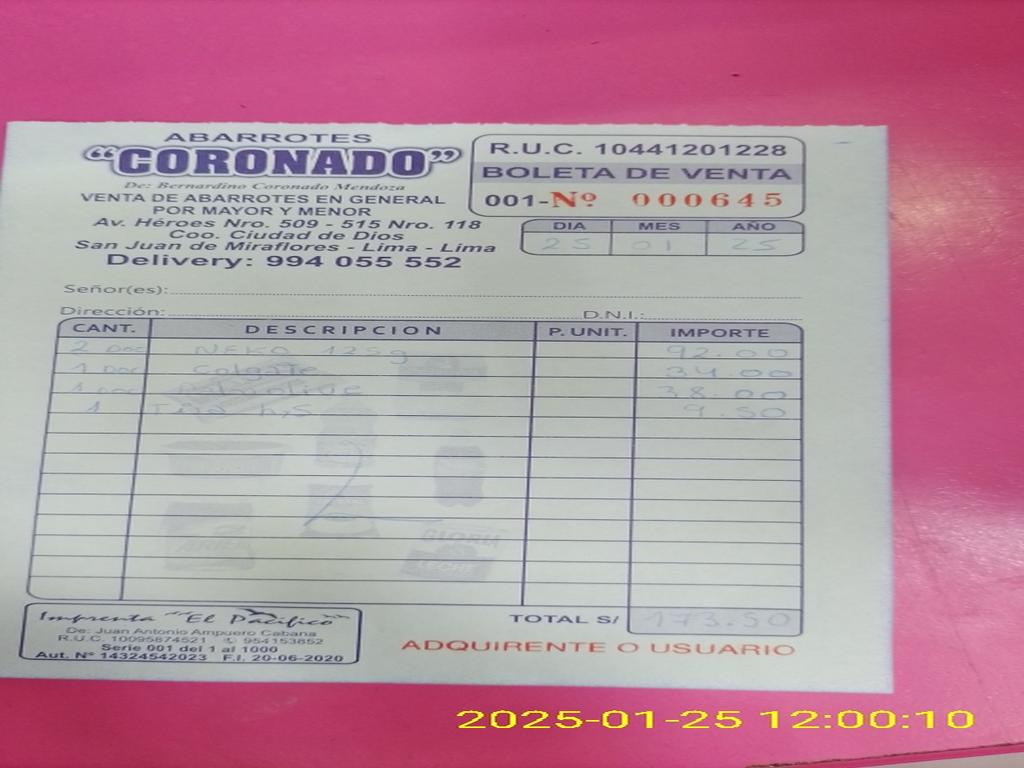 ABARROTES
“CORONADO”
De: Bernardino Coronado Mendoza
VENTA DE ABARROTES EN GENERAL
POR MAYOR Y MENOR
Av. Héroes Nro. 509 - 515 Nro. 118
Coo. Ciudad de Dios
San Juan de Miraflores - Lima - Lima
Delivery: 994 055 552
R.U.C. 10441201228
BOLETA DE VENTA
001-Nº 000645
DIA MES AÑO
25 01 25
Señor(es):
Dirección: D.N.I.:
CANT. DESCRIPCION P. UNIT. IMPORTE
2 Doc NEKO 125g 92.00
1 Doc Colgate 34.00
1 Doc Palmolive 38.00
1 9.50
GLORIA
LECHE
TOTAL S/ 173.50
ADQUIRENTE O USUARIO
Imprenta "El Pacífico"
De: Juan Antonio Ampuero Cabana
R.U.C. 10095874521 954153852
Serie 001 del 1 al 1000
Aut. Nº 14324542023 F.I. 20-06-2020
2025-01-25 12:00:10